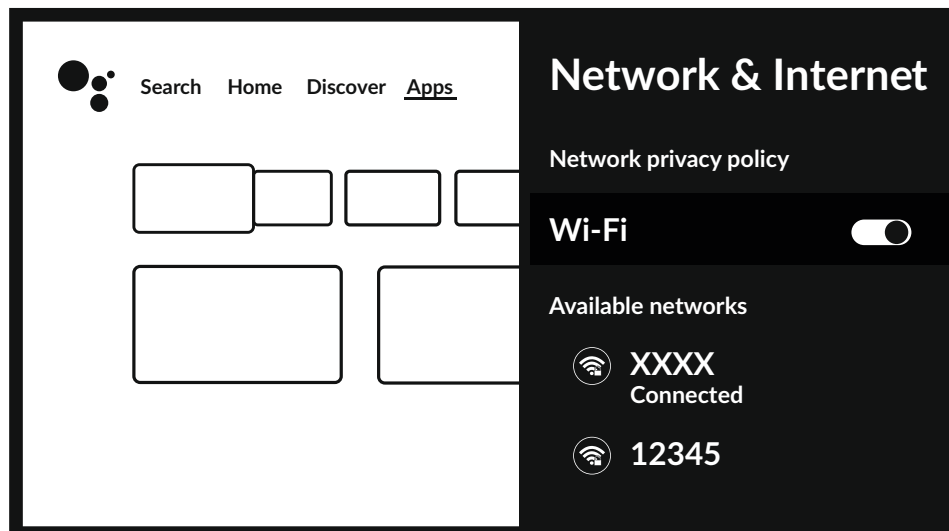 Search Home Discover Apps
Network & Internet
Network privacy policy
Wi-Fi
Available networks
XXXX
Connected
12345